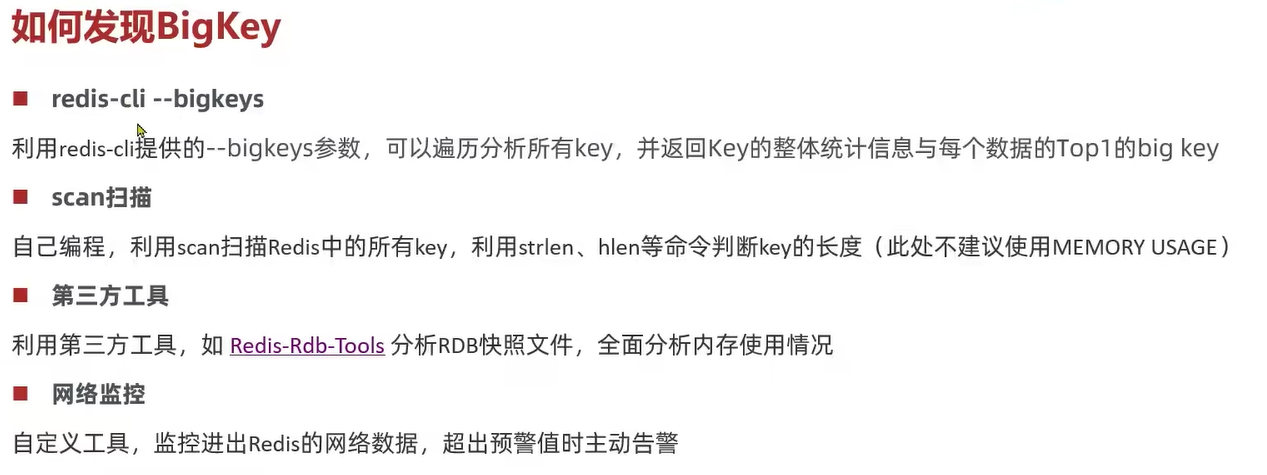 如何发现BigKey
■ redis-cli --bigkeys
利用redis-cli提供的--bigkeys参数，可以遍历分析所有key，并返回Key的整体统计信息与每个数据的Top1的big key
■ scan扫描
自己编程，利用scan扫描Redis中的所有key，利用strlen、hlen等命令判断key的长度（此处不建议使用MEMORY USAGE）
■ 第三方工具
利用第三方工具，如 Redis-Rdb-Tools 分析RDB快照文件，全面分析内存使用情况
■ 网络监控
自定义工具，监控进出Redis的网络数据，超出预警值时主动告警